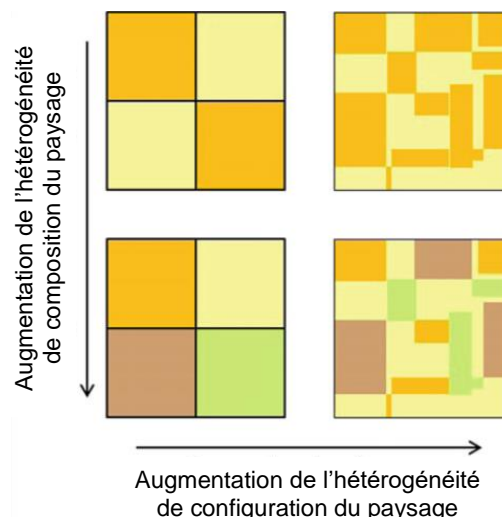 Augmentation de l'hétérogénéité
de composition du paysage
Augmentation de l'hétérogénéité
de configuration du paysage